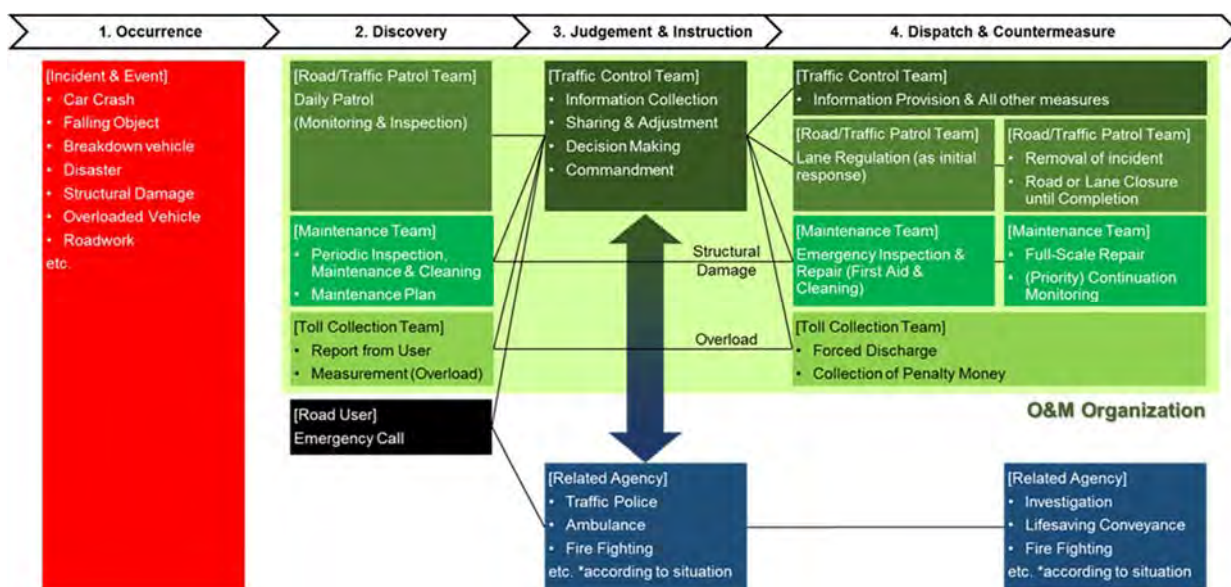 1. Occurrence
2. Discovery
3. Judgement & Instruction
4. Dispatch & Countermeasure
[Incident & Event]
• Car Crash
• Falling Object
• Breakdown vehicle
• Disaster
• Structural Damage
• Overloaded Vehicle
• Roadwork
etc.
[Road/Traffic Patrol Team]
Daily Patrol
(Monitoring & Inspection)
[Maintenance Team]
• Periodic Inspection,
Maintenance & Cleaning
• Maintenance Plan
[Toll Collection Team]
• Report from User
• Measurement (Overload)
[Road User]
Emergency Call
[Traffic Control Team]
• Information Collection
• Sharing & Adjustment
• Decision Making
• Commandment
Structural
Damage
Overload
[Related Agency]
• Traffic Police
• Ambulance
• Fire Fighting
etc. *according to situation
[Traffic Control Team]
• Information Provision & All other measures
[Road/Traffic Patrol Team]
Lane Regulation (as initial
response)
[Road/Traffic Patrol Team]
• Removal of incident
• Road or Lane Closure
until Completion
[Maintenance Team]
Emergency Inspection &
Repair (First Aid &
Cleaning)
[Maintenance Team]
• Full-Scale Repair
• (Priority) Continuation
Monitoring
[Toll Collection Team]
• Forced Discharge
• Collection of Penalty Money
O&M Organization
[Related Agency]
• Investigation
• Lifesaving Conveyance
• Fire Fighting
etc. *according to situation